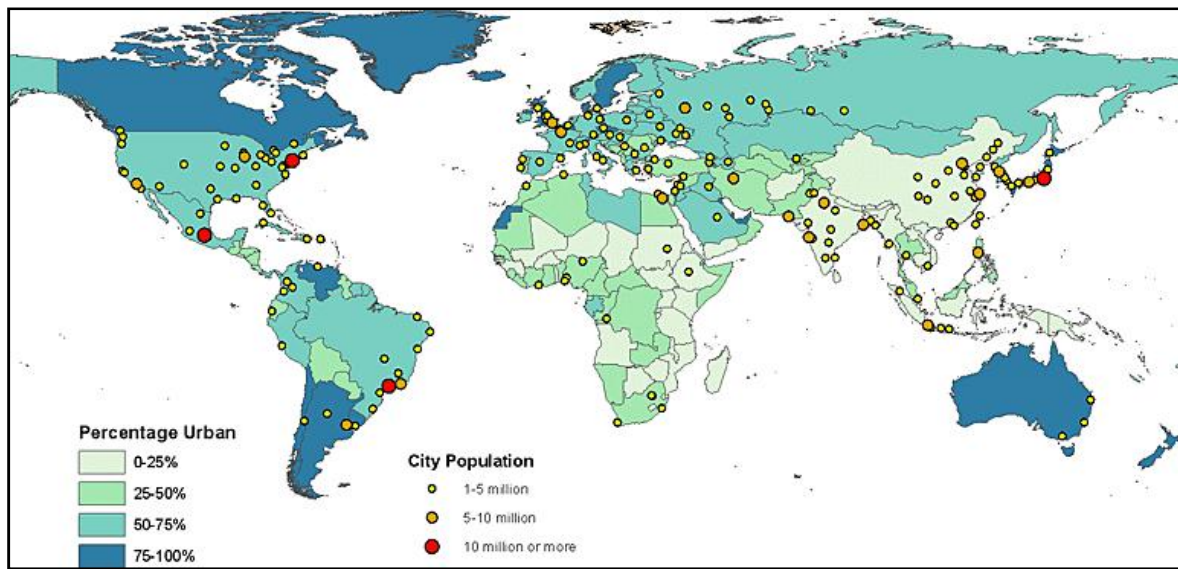 Percentage Urban
0-25%
25-50%
50-75%
75-100%
City Population
1-5 million
5-10 million
10 million or more